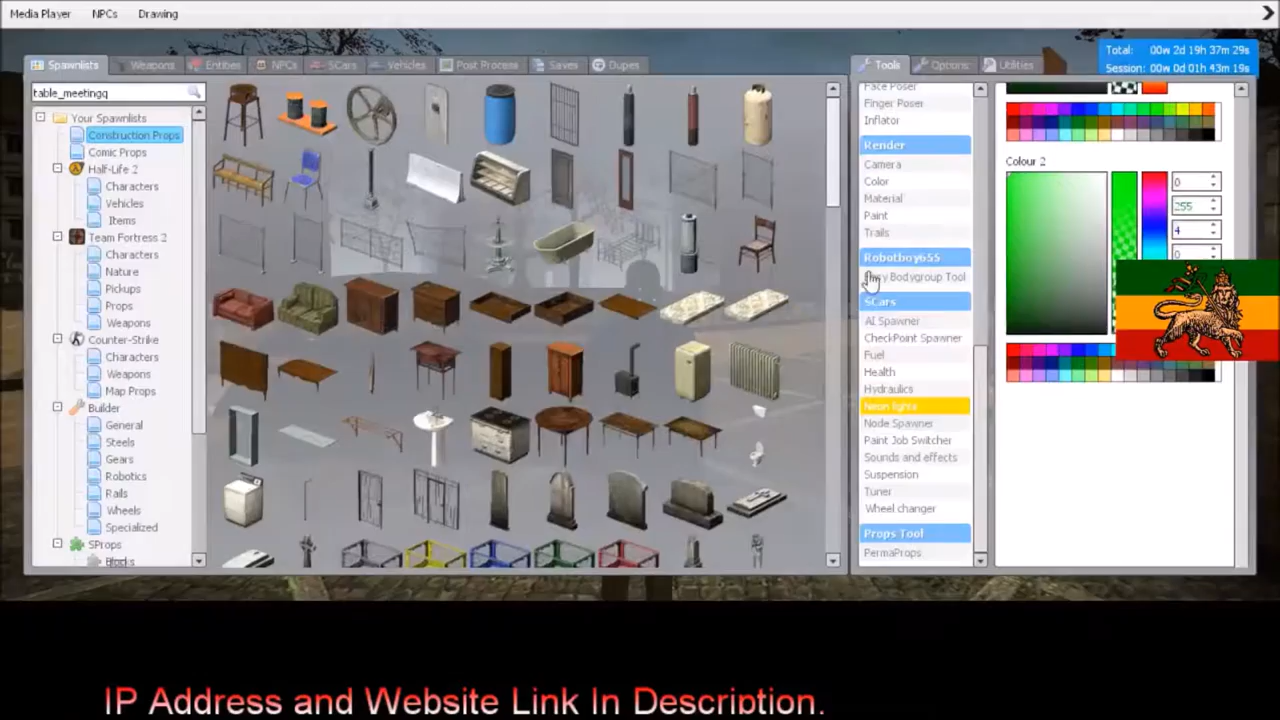 Media Player NPCs Drawing
Total: 00w 2d 19h 37m 29s
Session: 00w 0d 01h 43m 19s
Spawnlists Weapons Entities NPCs SCars Vehicles Post Process Saves Dupes
Tools Options Utilities
table_meetingq
Your Spawnlists
Construction Props
Comic Props
Half-Life 2
Characters
Vehicles
Items
Team Fortress 2
Characters
Nature
Pickups
Props
Weapons
Counter-Strike
Characters
Weapons
Map Props
Builder
General
Steels
Gears
Robotics
Rails
Wheels
Specialized
SProps
Blocks
Face Poser
Finger Poser
Inflator
Render
Camera
Color
Material
Paint
Trails
Robotboy655
Bodygroup Tool
SCars
AI Spawner
CheckPoint Spawner
Fuel
Health
Hydraulics
Neon lights
Node Spawner
Paint Job Switcher
Sounds and effects
Suspension
Tuner
Wheel changer
Props Tool
PermaProps
Colour 2
0
255
4
0
IP Address and Website Link In Description.